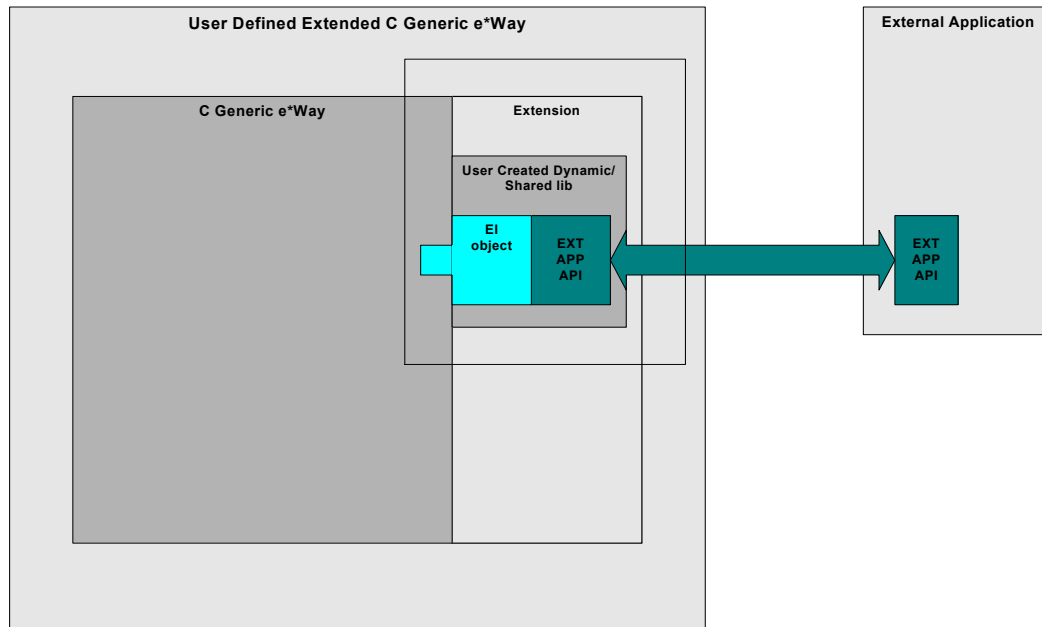 User Defined Extended C Generic e*Way
External Application
C Generic e*Way
Extension
User Created Dynamic/
Shared lib
EI
object
EXT
APP
API
EXT
APP
API